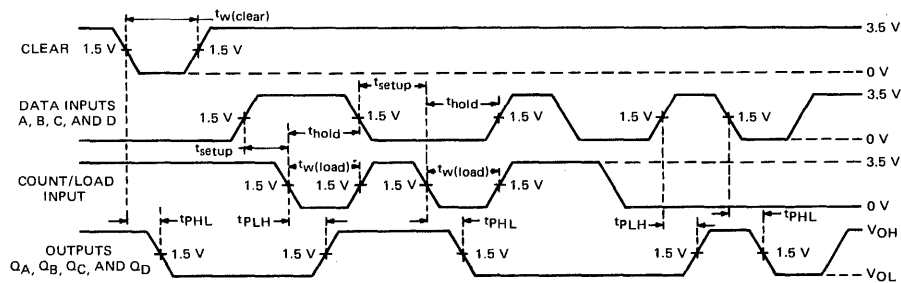 tw(clear)
3.5 V
CLEAR 1.5 V 1.5 V
0 V
tsetup
3.5 V
DATA INPUTS
A, B, C, AND D
1.5 V 1.5 V thold 1.5 V 1.5 V 1.5 V
thold
0 V
tsetup
3.5 V
tw(load) tw(load)
COUNT/LOAD
INPUT
1.5 V 1.5 V 1.5 V 1.5 V
0 V
tPHL tPLH tPHL tPLH tPHL
VOH
OUTPUTS
QA, QB, QC, AND QD
1.5 V 1.5 V 1.5 V 1.5 V 1.5 V
VOL